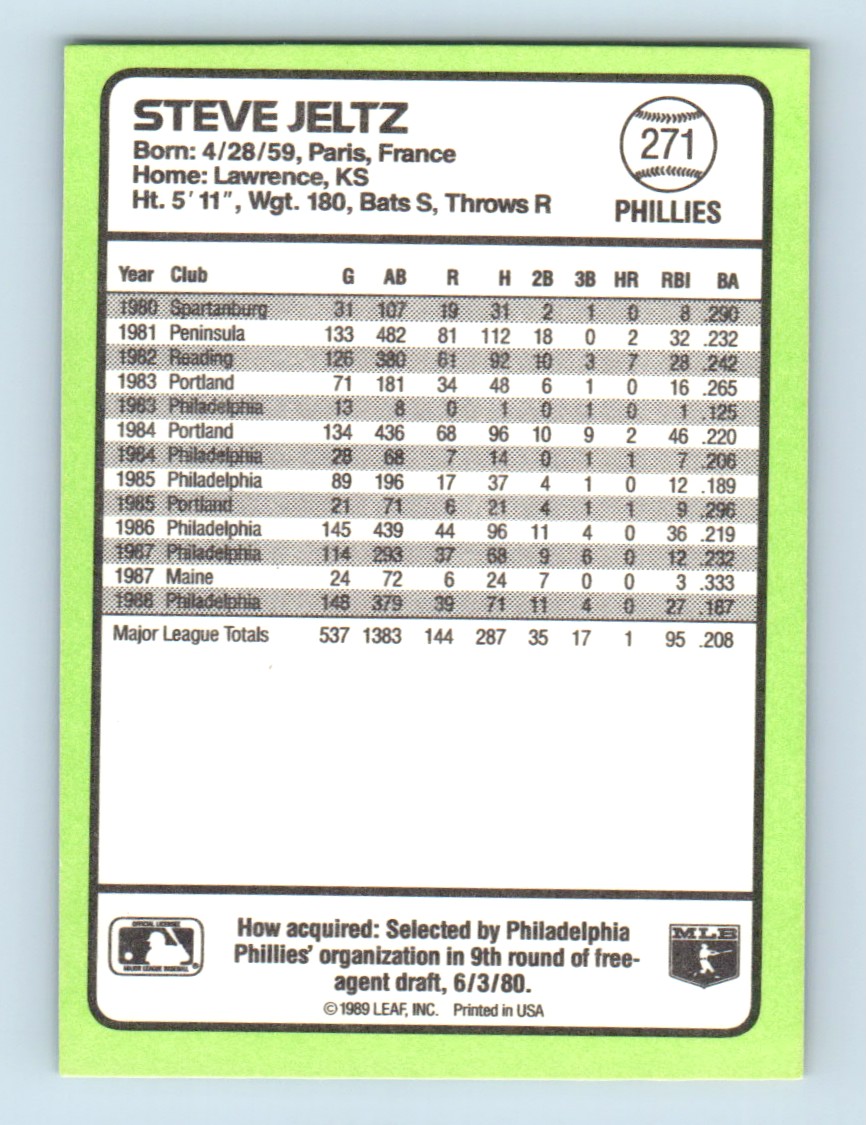 STEVE JELTZ
Born: 4/28/59, Paris, France
Home: Lawrence, KS
Ht. 5' 11", Wgt. 180, Bats S, Throws R
271
PHILLIES
Year Club G AB R H 2B 3B HR RBI BA
1980 Spartanburg 31 107 19 31 2 1 0 8 .290
1981 Peninsula 133 482 81 112 18 0 2 32 .232
1982 Reading 126 380 61 92 10 3 7 28 .242
1983 Portland 71 181 34 48 6 1 0 16 .265
1983 Philadelphia 13 8 0 1 0 1 0 1 .125
1984 Portland 134 436 68 96 10 9 2 46 .220
1984 Philadelphia 28 68 7 14 0 1 1 7 .206
1985 Philadelphia 89 196 17 37 4 1 0 12 .189
1985 Portland 21 71 6 21 4 1 1 9 .296
1986 Philadelphia 145 439 44 96 11 4 0 36 .219
1987 Philadelphia 114 293 37 68 9 6 0 12 .232
1987 Maine 24 72 6 24 7 0 0 3 .333
1988 Philadelphia 148 379 39 71 11 4 0 27 .187
Major League Totals 537 1383 144 287 35 17 1 95 .208
OFFICIAL LICENSEE
MAJOR LEAGUE BASEBALL
How acquired: Selected by Philadelphia
Phillies' organization in 9th round of free-
agent draft, 6/3/80.
©1989 LEAF, INC. Printed in USA
MLB